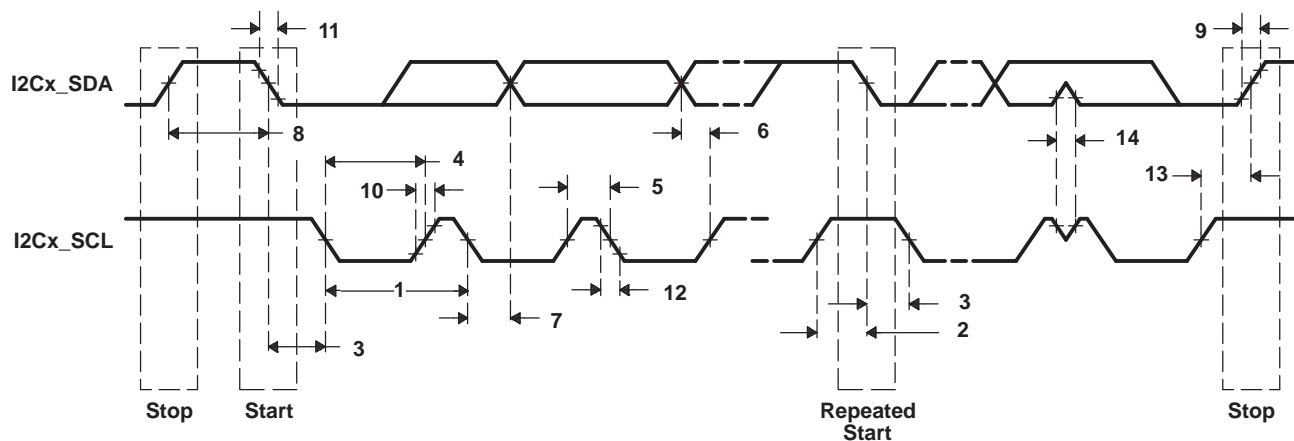 11
9
I2Cx_SDA
8
6
14
4
10
5
13
I2Cx_SCL
1
12
7
3
2
3
Stop
Start
Repeated
Start
Stop